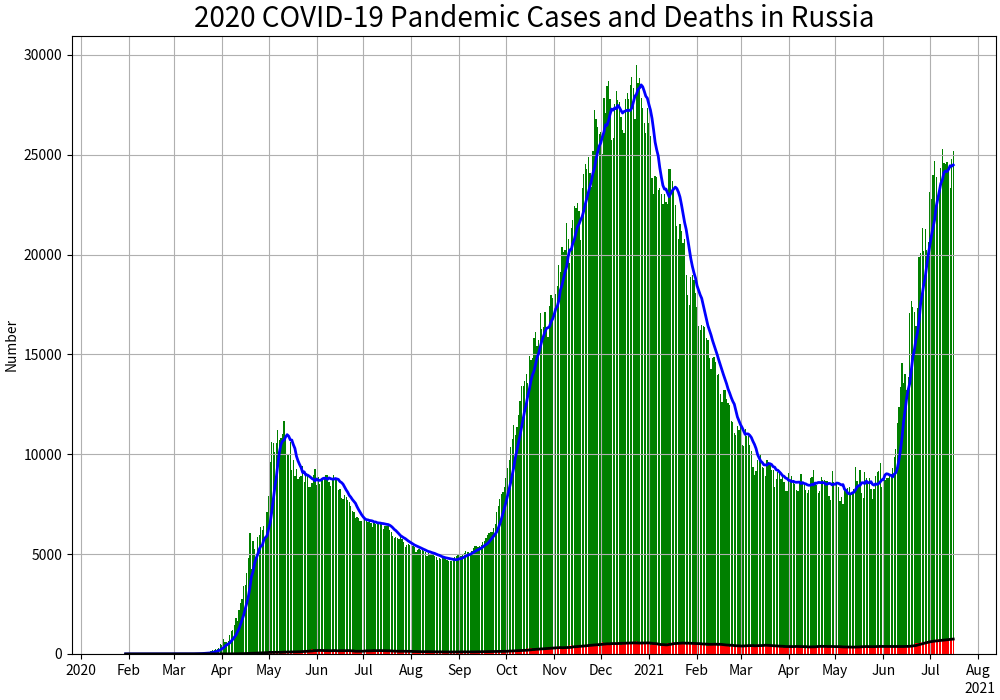 2020 COVID-19 Pandemic Cases and Deaths in Russia
30000
25000
20000
15000
10000
5000
0
Number
2020 Feb Mar Apr May Jun Jul Aug Sep Oct Nov Dec 2021 Feb Mar Apr May Jun Jul Aug
2021